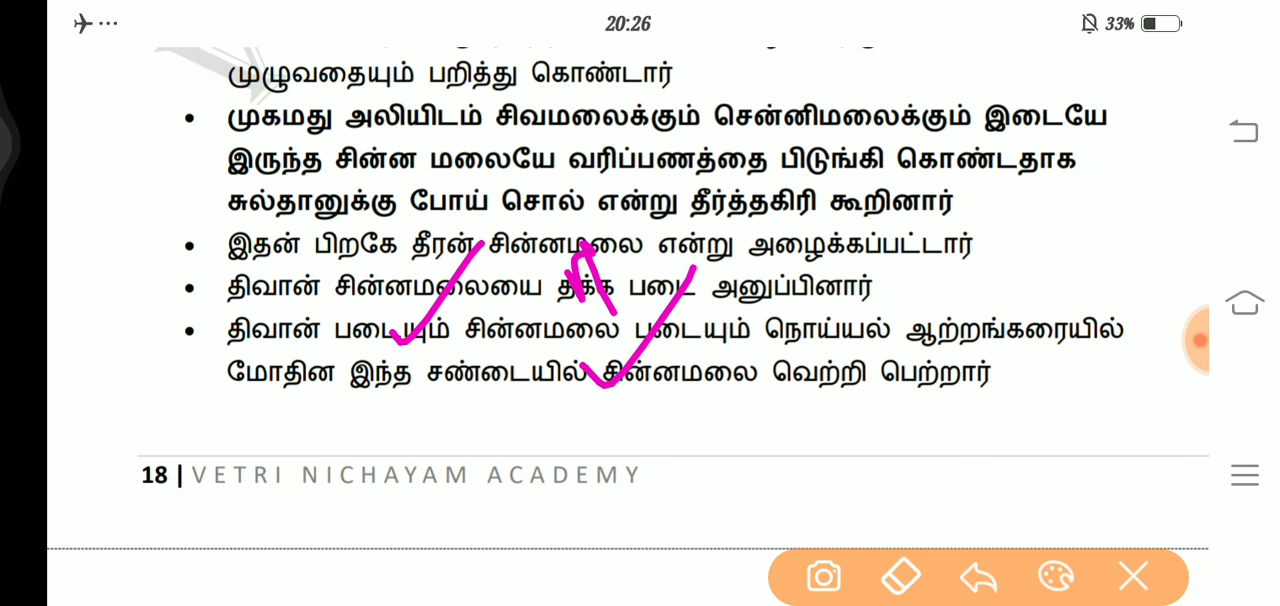 20:26
33%
முழுவதையும் பறித்து கொண்டார்
• முகமது அலியிடம் சிவமலைக்கும் சென்னிமலைக்கும் இடையே
இருந்த சின்ன மலையே வரிப்பணத்தை பிடுங்கி கொண்டதாக
சுல்தானுக்கு போய் சொல் என்று தீர்த்தகிரி கூறினார்
• இதன் பிறகே தீரன் சின்னமலை என்று அழைக்கப்பட்டார்
• திவான் சின்னமலையை தக்க படை அனுப்பினார்
• திவான் படையும் சின்னமலை படையும் நொய்யல் ஆற்றங்கரையில்
மோதின இந்த சண்டையில் சின்னமலை வெற்றி பெற்றார்
18 | VETRI NICHAYAM ACADEMY